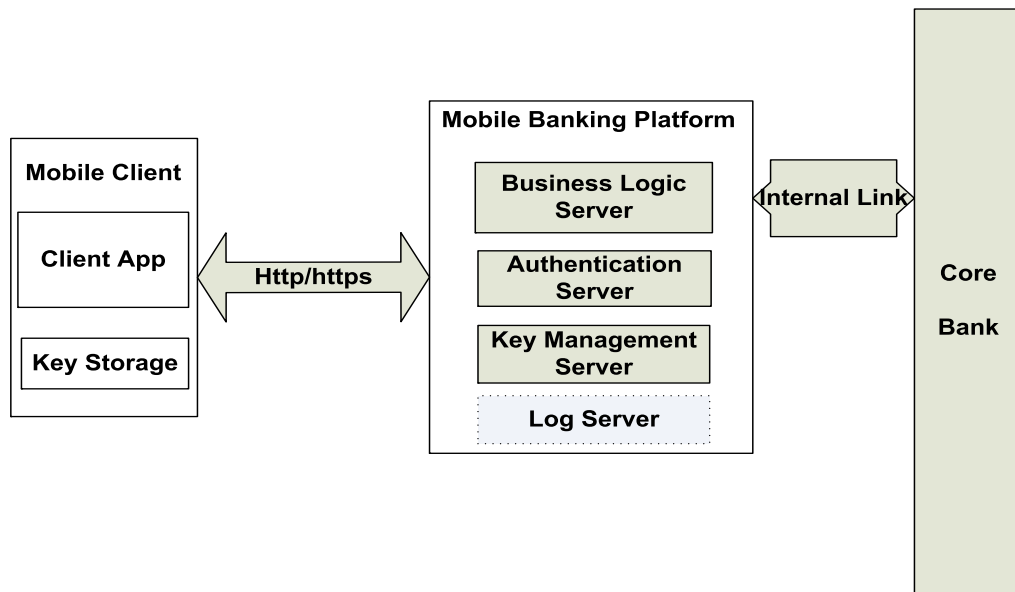 Mobile Client
Client App
Key Storage
Http/https
Mobile Banking Platform
Business Logic
Server
Authentication
Server
Key Management
Server
Log Server
Internal Link
Core
Bank